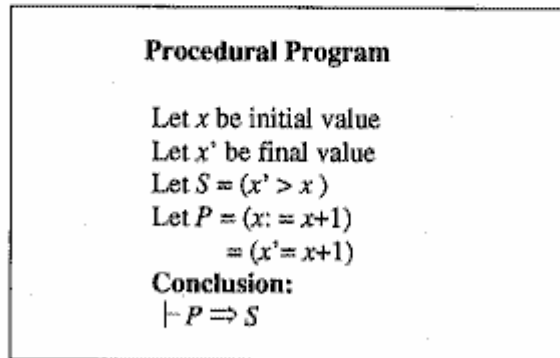 Procedural Program
Let x be initial value
Let x' be final value
Let S = (x' > x )
Let P = (x: = x+1)
= (x'= x+1)
Conclusion:
⊢ P ⇒ S